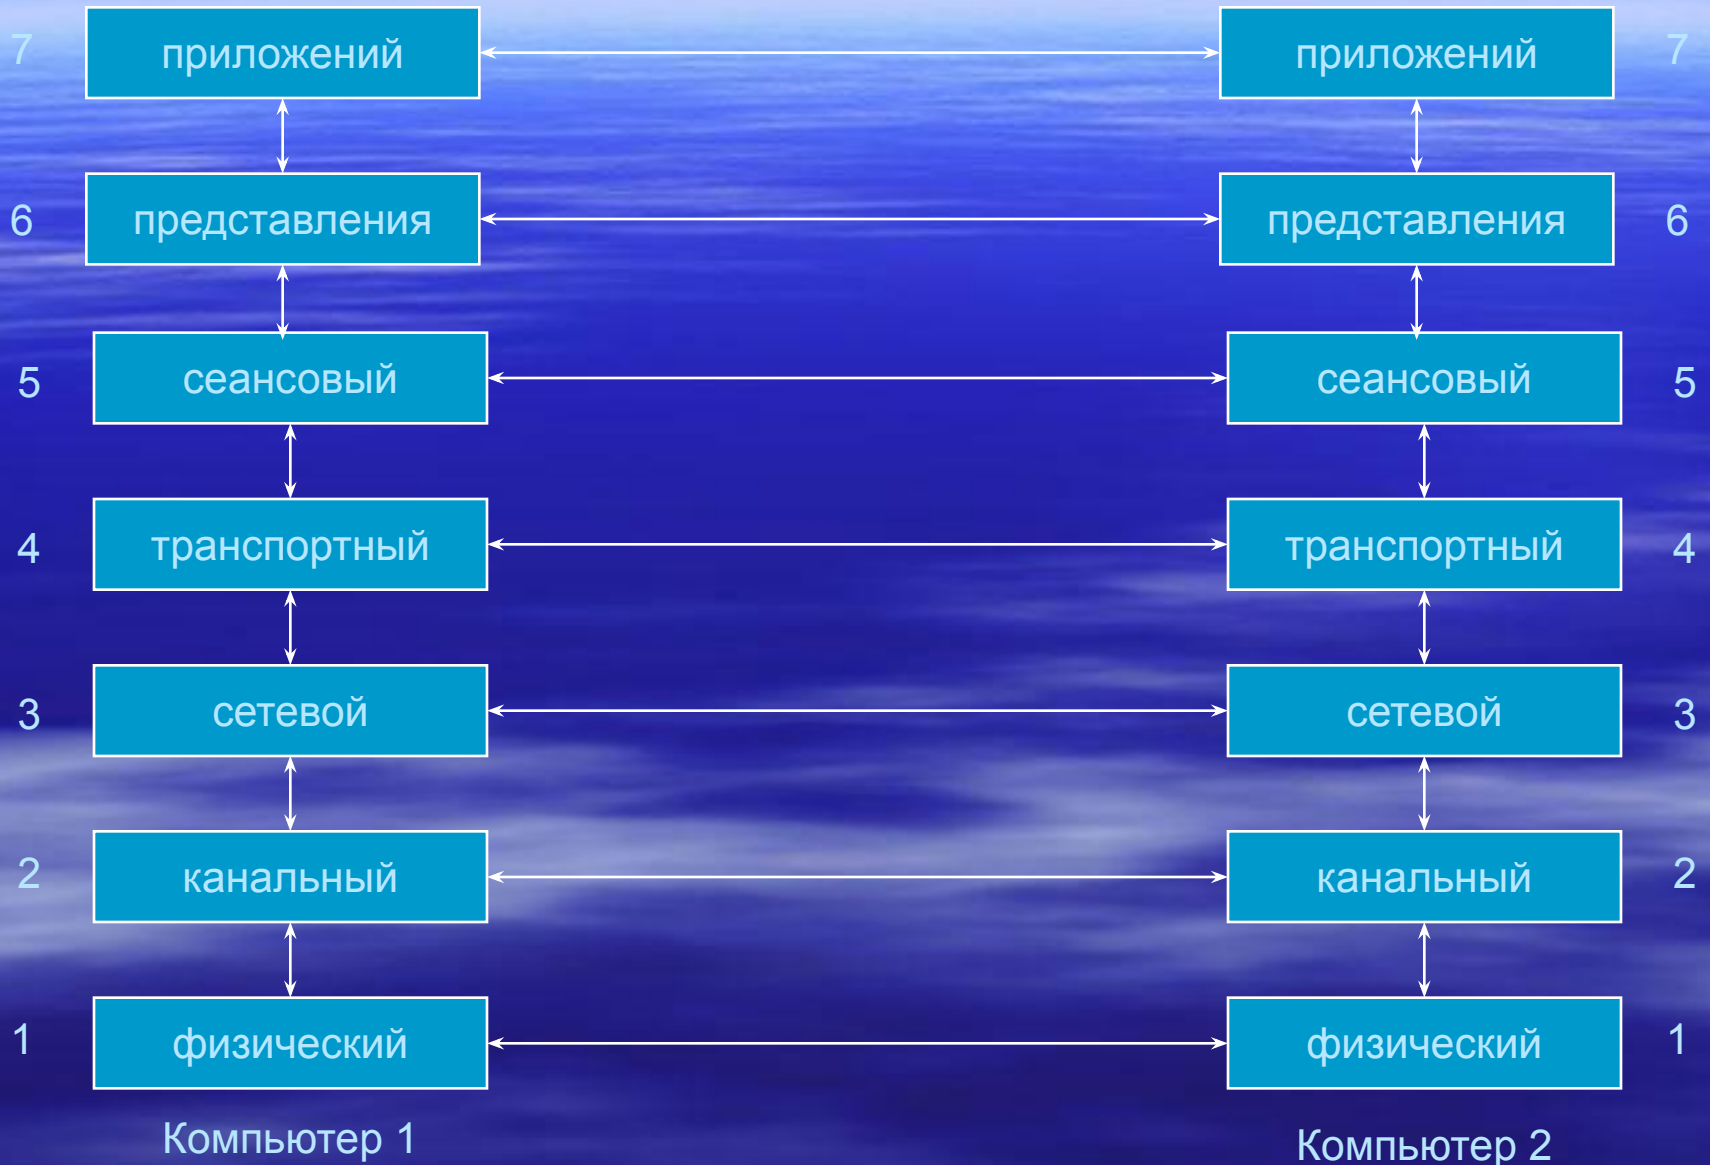 7 приложений приложений 7
6 представления представления 6
5 сеансовый сеансовый 5
4 транспортный транспортный 4
3 сетевой сетевой 3
2 канальный канальный 2
1 физический физический 1
Компьютер 1 Компьютер 2